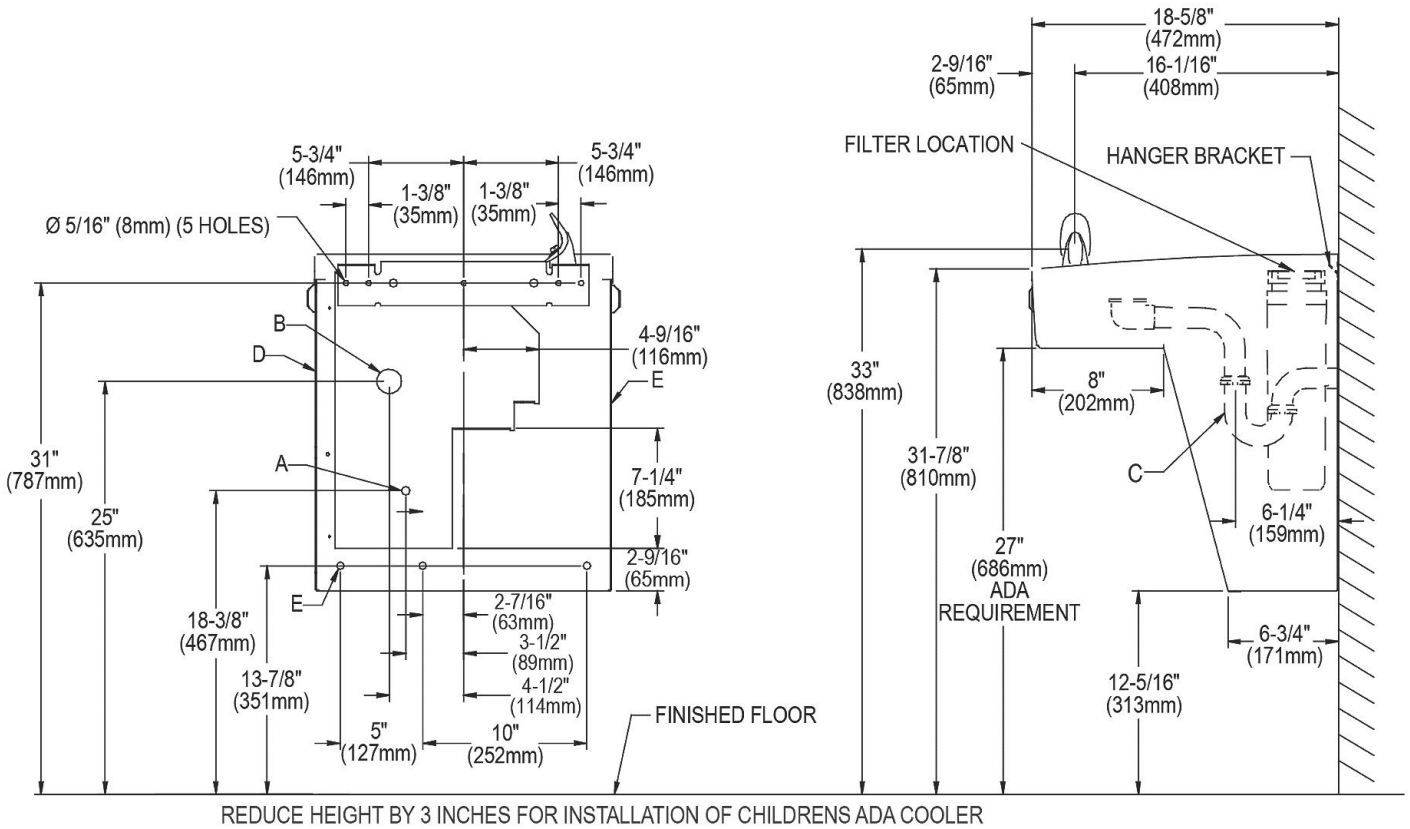 18-5/8"
(472mm)
2-9/16"
(65mm)
16-1/16"
(408mm)
FILTER LOCATION
HANGER BRACKET
5-3/4"
(146mm)
5-3/4"
(146mm)
1-3/8"
(35mm)
1-3/8"
(35mm)
Ø 5/16" (8mm) (5 HOLES)
B
D
4-9/16"
(116mm)
E
33"
(838mm)
8"
(202mm)
31"
(787mm)
A
7-1/4"
(185mm)
31-7/8"
(810mm)
C
25"
(635mm)
6-1/4"
(159mm)
2-9/16"
(65mm)
27"
(686mm)
ADA
REQUIREMENT
E
18-3/8"
(467mm)
2-7/16"
(63mm)
3-1/2"
(89mm)
4-1/2"
(114mm)
6-3/4"
(171mm)
13-7/8"
(351mm)
12-5/16"
(313mm)
FINISHED FLOOR
5"
(127mm)
10"
(252mm)
REDUCE HEIGHT BY 3 INCHES FOR INSTALLATION OF CHILDRENS ADA COOLER